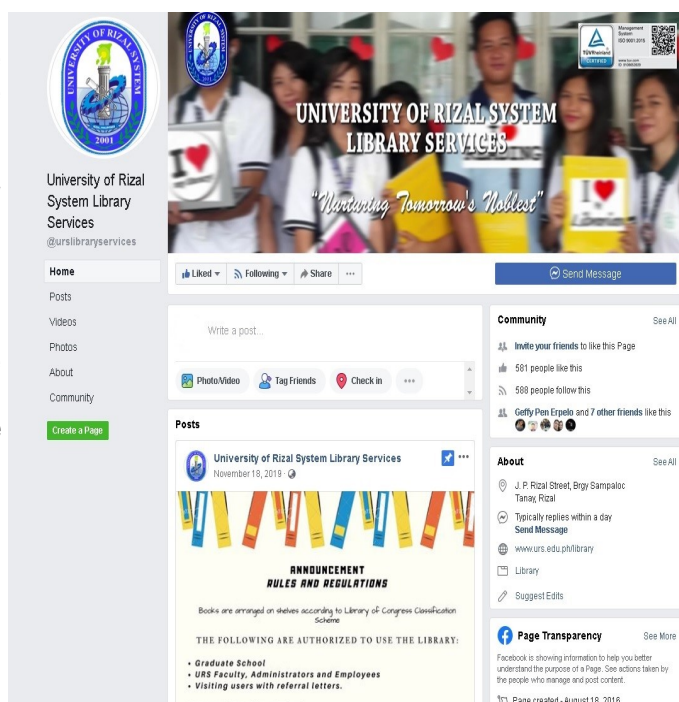 UNIVERSITY OF RIZAL SYSTEM
2001
University of Rizal
System Library
Services
@urslibraryservices
Home
Posts
Videos
Photos
About
Community
Create a Page
UNIVERSITY OF RIZAL SYSTEM
LIBRARY SERVICES
"Nurturing Tomorrow's Noblest"
I
I
Management
System
ISO 9001:2015
TÜVRheinland
CERTIFIED
www.tuv.com
Liked
Following
Share
Send Message
Write a post...
Photo/Video
Tag Friends
Check in
Posts
University of Rizal System Library Services
November 18, 2019
ANNOUNCEMENT
RULES AND REGULATIONS
Books are arranged on shelves according to Library of Congress Classification
Scheme
THE FOLLOWING ARE AUTHORIZED TO USE THE LIBRARY:
• Graduate School
• URS Faculty, Administrators and Employees
• Visiting users with referral letters.
Community
See All
Invite your friends to like this Page
581 people like this
588 people follow this
Geffy Pen Erpelo and 7 other friends like this
About
See All
J. P. Rizal Street, Brgy Sampaloc
Tanay, Rizal
Typically replies within a day
Send Message
www.urs.edu.ph/library
Library
Suggest Edits
Page Transparency
See More
Facebook is showing information to help you better
understand the purpose of a Page. See actions taken by
the people who manage and post content.
Page created - August 18, 2016